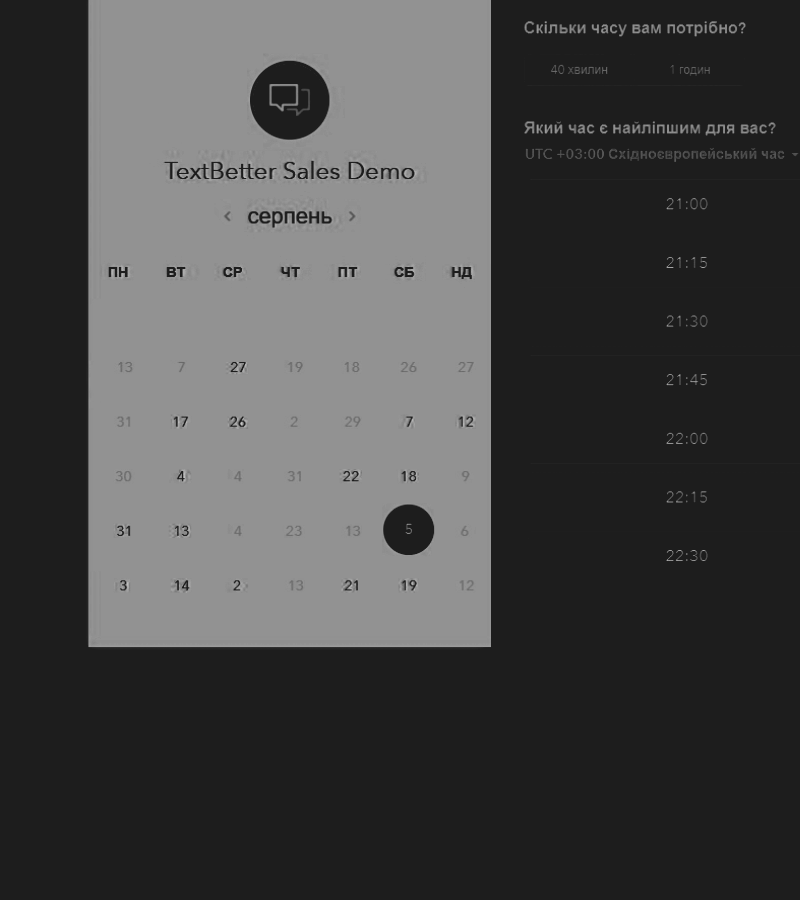 TextBetter Sales Demo
серпень
ПН ВТ СР ЧТ ПТ СБ НД
13 7 27 19 18 26 27
31 17 26 2 29 7 12
30 4 4 31 22 18 9
31 13 4 23 13 5 6
3 14 2 13 21 19 12
Скільки часу вам потрібно?
40 хвилин 1 годин
Який час є найліпшим для вас?
UTC +03:00 Східноєвропейський час
21:00
21:15
21:30
21:45
22:00
22:15
22:30